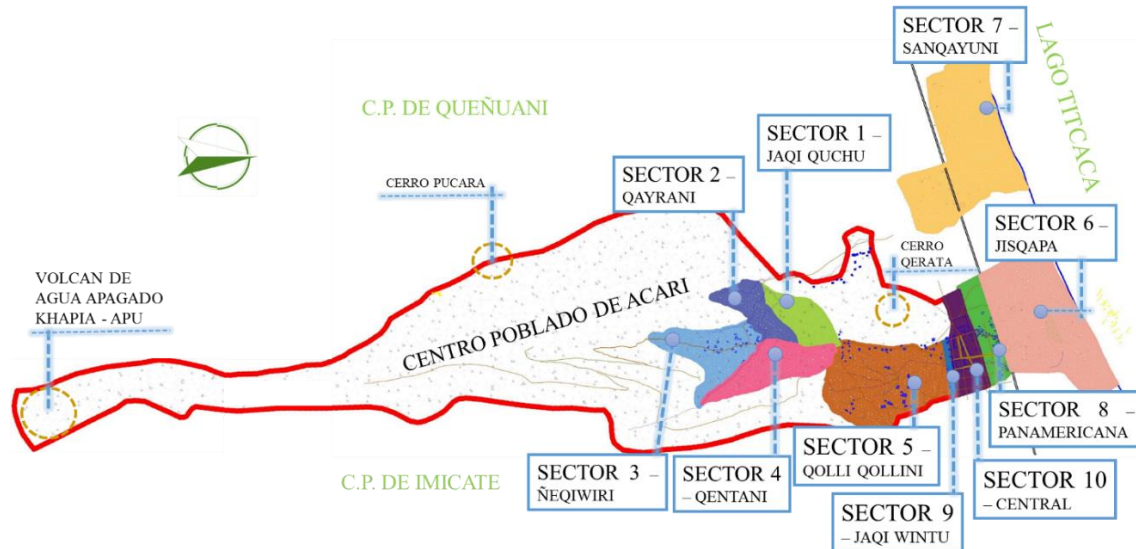 SECTOR 7 –
SANQAYUNI
LAGO TITCACA
C.P. DE QUEÑUANI
SECTOR 1 –
JAQI QUCHU
SECTOR 2 –
QAYRANI
CERRO PUCARA
SECTOR 6 –
JISQAPA
CERRO
QERATA
VOLCAN DE
AGUA APAGADO
KHAPIA - APU
CENTRO POBLADO DE ACARI
SECTOR 8 –
PANAMERICANA
SECTOR 3 –
ÑEQIWIRI
SECTOR 4
– QENTANI
SECTOR 5 –
QOLLI QOLLINI
SECTOR 10
– CENTRAL
C.P. DE IMICATE
SECTOR 9
– JAQI WINTU